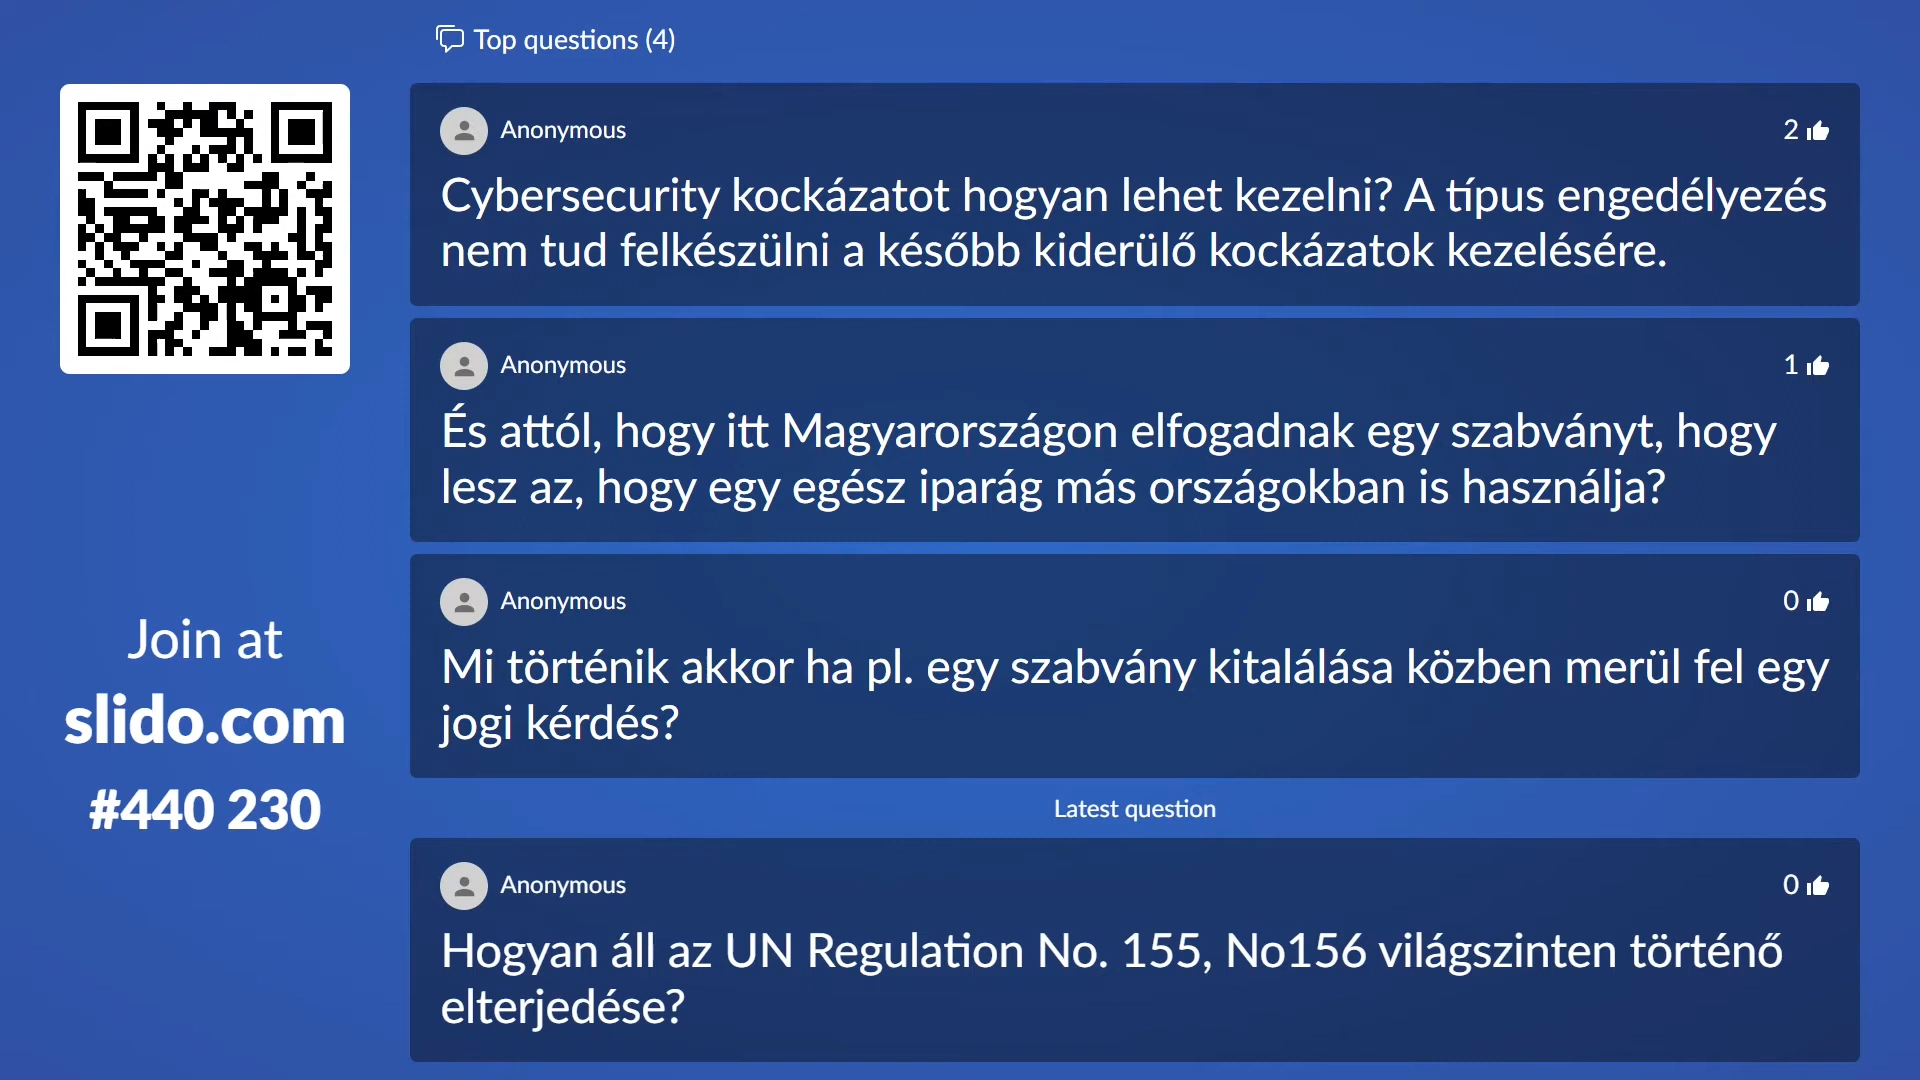 Top questions (4)
Anonymous
2
Cybersecurity kockázatot hogyan lehet kezelni? A típus engedélyezés
nem tud felkészülni a később kiderülő kockázatok kezelésére.
Anonymous
1
És attól, hogy itt Magyarországon elfogadnak egy szabványt, hogy
lesz az, hogy egy egész iparág más országokban is használja?
Anonymous
0
Mi történik akkor ha pl. egy szabvány kitalálása közben merül fel egy
jogi kérdés?
Latest question
Anonymous
0
Hogyan áll az UN Regulation No. 155, No156 világszinten történő
elterjedése?
Join at
slido.com
#440 230